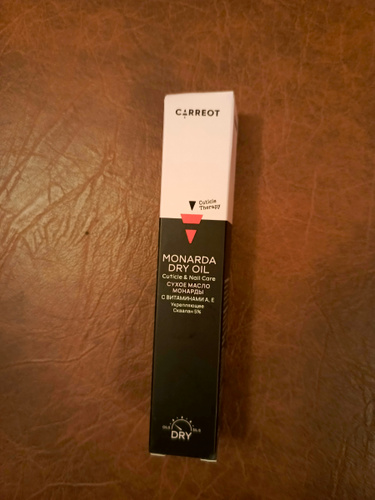 CARREOT
Cuticle
Therapy
MONARDA
DRY OIL
Cuticle & Nail Care
СУХОЕ МАСЛО
МОНАРДЫ
С ВИТАМИНАМИ A, E
Укрепляющее
Сквалан 5%
DRY